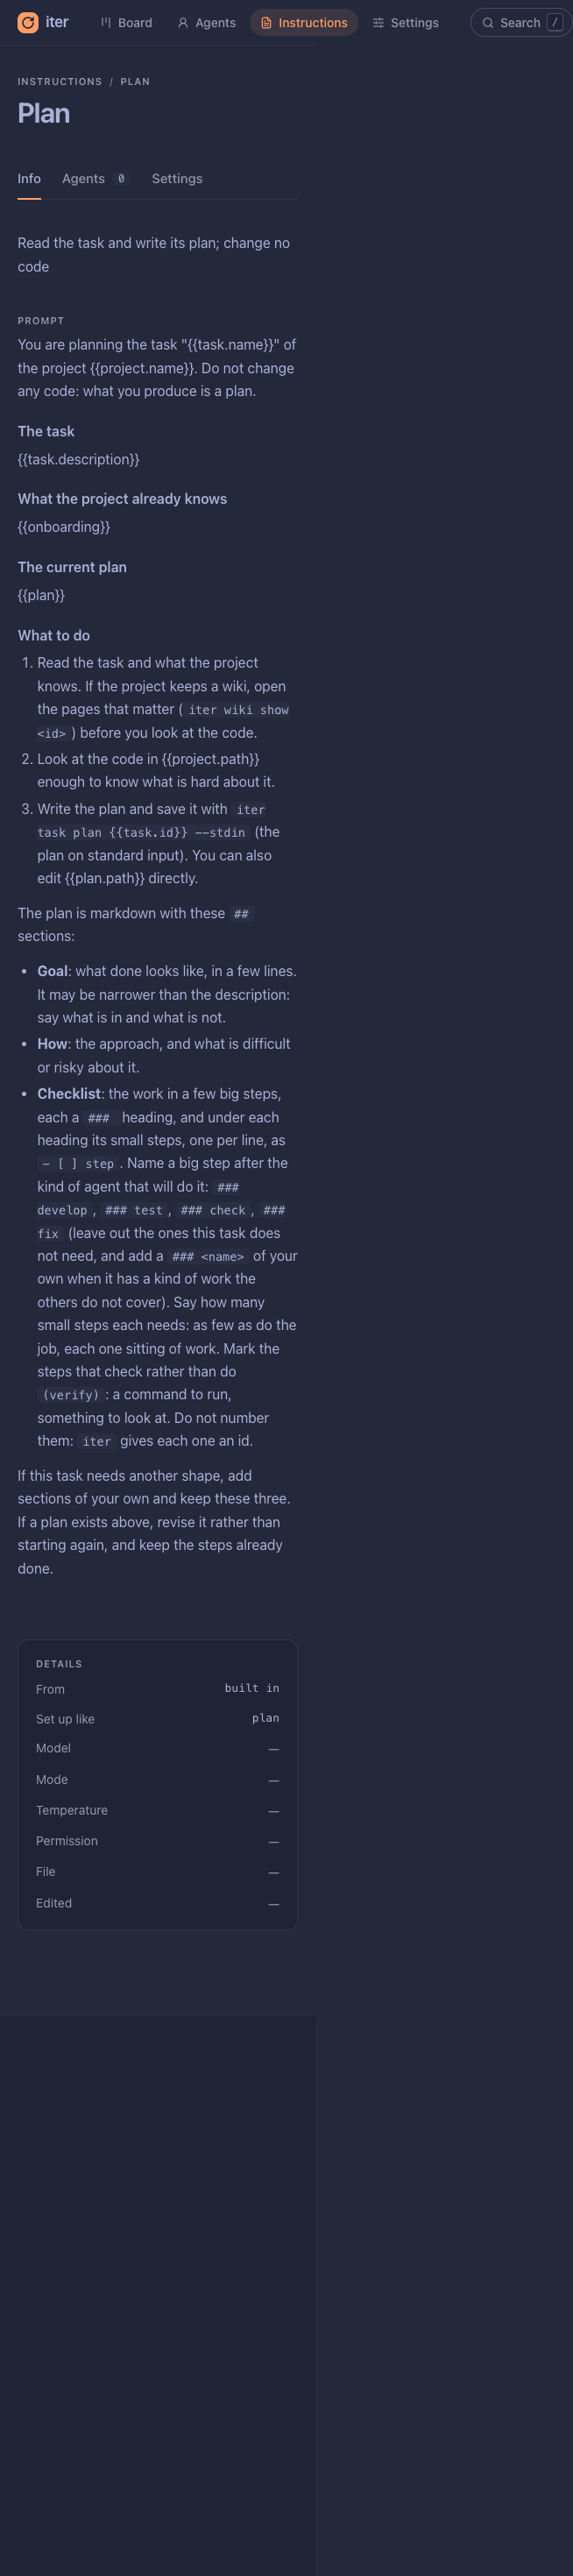 iter
Board
Agents
Instructions
Settings
Search /
INSTRUCTIONS / PLAN
Plan
Info
Agents 0
Settings
Read the task and write its plan; change no
code
PROMPT
You are planning the task "{{task.name}}" of
the project {{project.name}}. Do not change
any code: what you produce is a plan.
The task
{{task.description}}
What the project already knows
{{onboarding}}
The current plan
{{plan}}
What to do
1. Read the task and what the project
knows. If the project keeps a wiki, open
the pages that matter ( iter wiki show
<id> ) before you look at the code.
2. Look at the code in {{project.path}}
enough to know what is hard about it.
3. Write the plan and save it with iter
task plan {{task.id}} --stdin (the
plan on standard input). You can also
edit {{plan.path}} directly.
The plan is markdown with these ##
sections:
• Goal: what done looks like, in a few lines.
It may be narrower than the description:
say what is in and what is not.
• How: the approach, and what is difficult
or risky about it.
• Checklist: the work in a few big steps,
each a ### heading, and under each
heading its small steps, one per line, as
- [ ] step . Name a big step after the
kind of agent that will do it: ###
develop , ### test , ### check , ###
fix (leave out the ones this task does
not need, and add a ### <name> of your
own when it has a kind of work the
others do not cover). Say how many
small steps each needs: as few as do the
job, each one sitting of work. Mark the
steps that check rather than do
(verify) : a command to run,
something to look at. Do not number
them: iter gives each one an id.
If this task needs another shape, add
sections of your own and keep these three.
If a plan exists above, revise it rather than
starting again, and keep the steps already
done.
DETAILS
From built in
Set up like plan
Model —
Mode —
Temperature —
Permission —
File —
Edited —